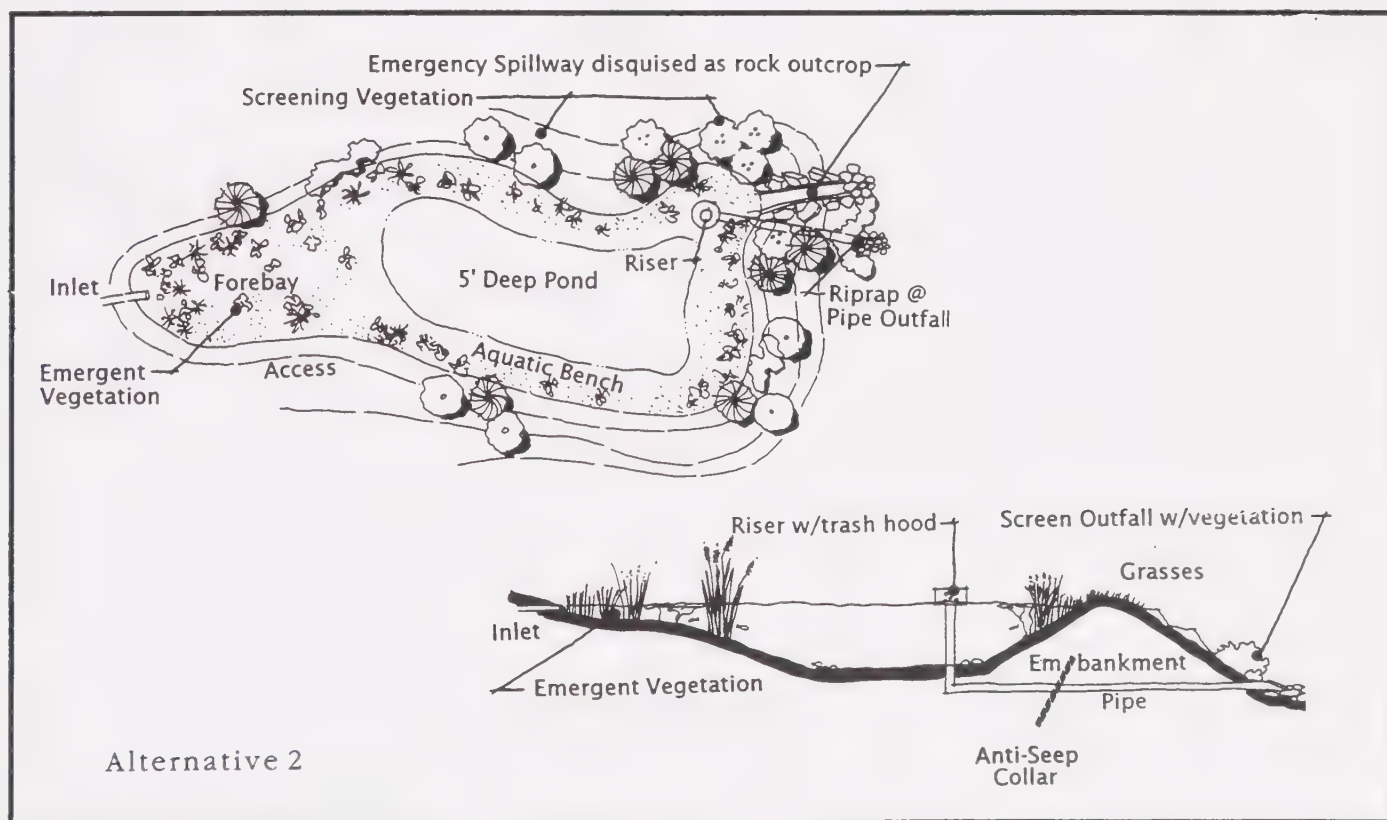 Emergency Spillway disquised as rock outcrop
Screening Vegetation
Inlet
Forebay
5' Deep Pond
Riser
Riprap @
Pipe Outfall
Emergent
Vegetation
Access
Aquatic Bench
Riser w/trash hood
Screen Outfall w/vegetation
Grasses
Inlet
Emergent Vegetation
Embankment
Pipe
Anti-Seep
Collar
Alternative 2